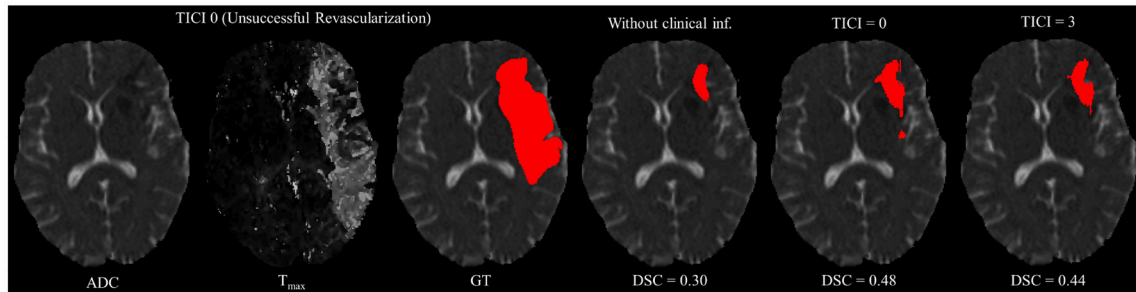 TICI 0 (Unsuccessful Revascularization)
Without clinical inf.
TICI = 0
TICI = 3
ADC
Tmax
GT
DSC = 0.30
DSC = 0.48
DSC = 0.44